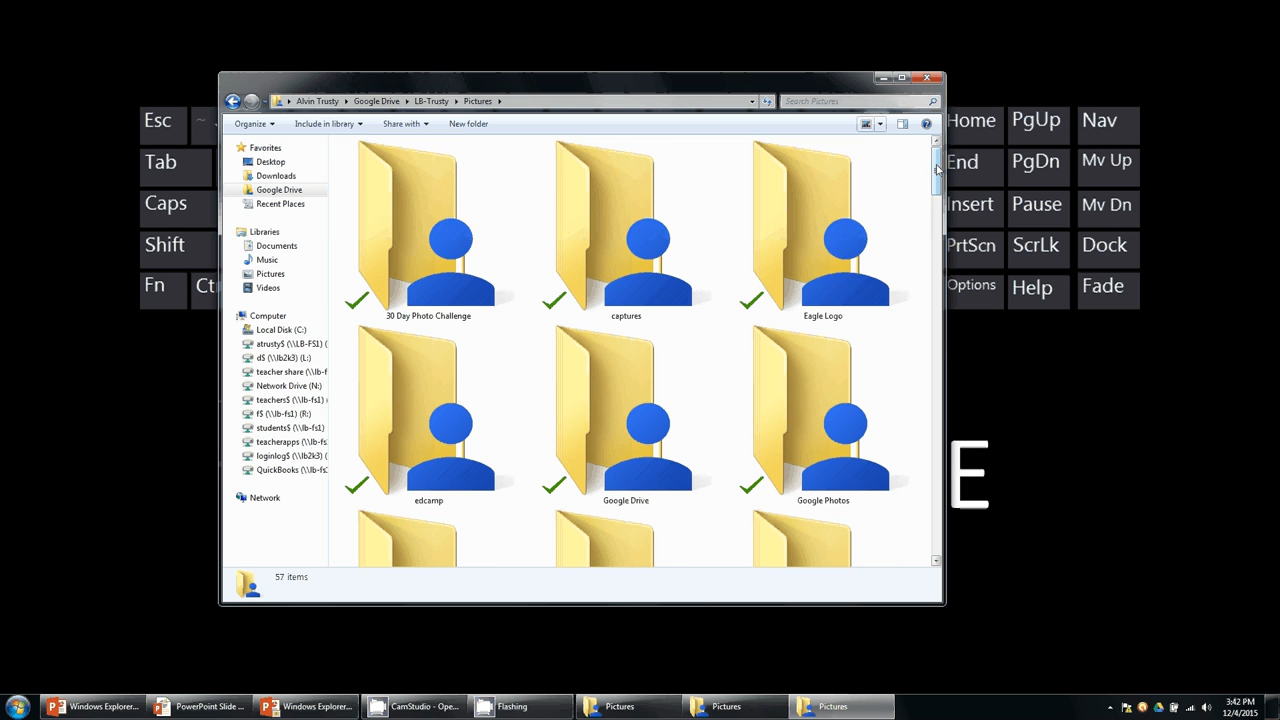 Alvin Trusty Google Drive LB-Trusty Pictures
Search Pictures
Organize Include in library Share with New folder
Favorites
Desktop
Downloads
Google Drive
Recent Places
Libraries
Documents
Music
Pictures
Videos
Computer
Local Disk (C:)
atrusty$ (\\LB-FS1) (
d$ (\\lb2k3) (L:)
teacher share (\\lb-f
Network Drive (N:)
teachers$ (\\lb-fs1) (
f$ (\\lb-fs1) (R:)
students$ (\\lb-fs1)
teacherapps (\\lb-fs
loginlog$ (\\lb2k3) (
QuickBooks (\\lb-fs
Network
30 Day Photo Challenge captures Eagle Logo
edcamp Google Drive Google Photos
57 items
Esc ~
Tab
Caps
Shift
Fn Ct
Home PgUp Nav
End PgDn Mv Up
Insert Pause Mv Dn
PrtScn ScrLk Dock
Options Help Fade
E
Windows Explorer... PowerPoint Slide ... Windows Explorer... CamStudio - Ope... Flashing Pictures Pictures Pictures
3:42 PM
12/4/2015